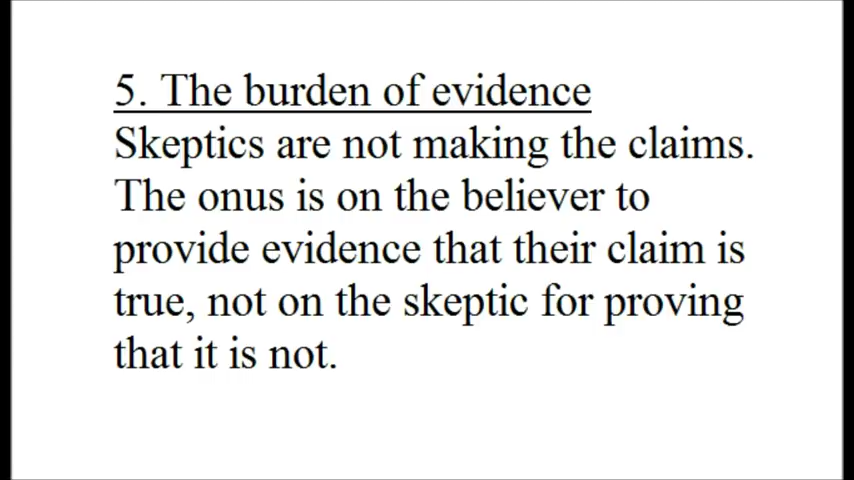 5. The burden of evidence
Skeptics are not making the claims.
The onus is on the believer to
provide evidence that their claim is
true, not on the skeptic for proving
that it is not.